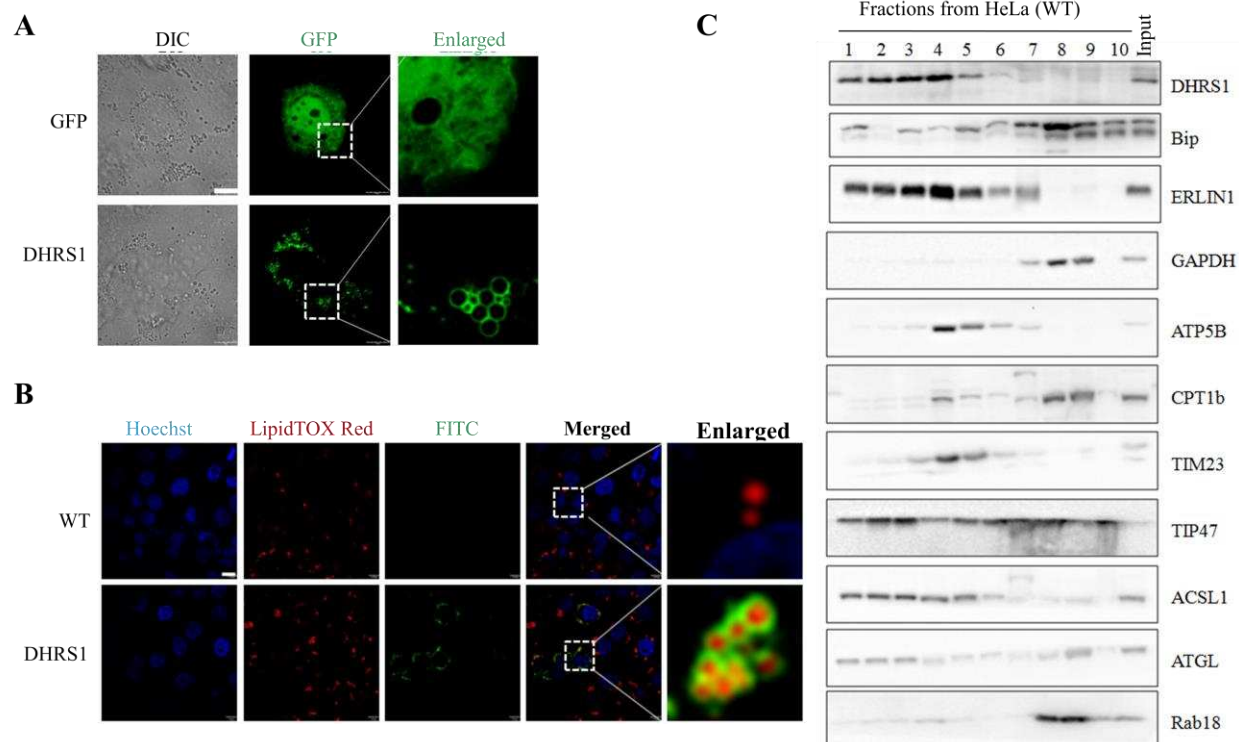 A
DIC GFP Enlarged
GFP
DHRS1
B
Hoechst LipidTOX Red FITC Merged Enlarged
WT
DHRS1
C
Fractions from HeLa (WT)
1 2 3 4 5 6 7 8 9 10 Input
DHRS1
Bip
ERLIN1
GAPDH
ATP5B
CPT1b
TIM23
TIP47
ACSL1
ATGL
Rab18